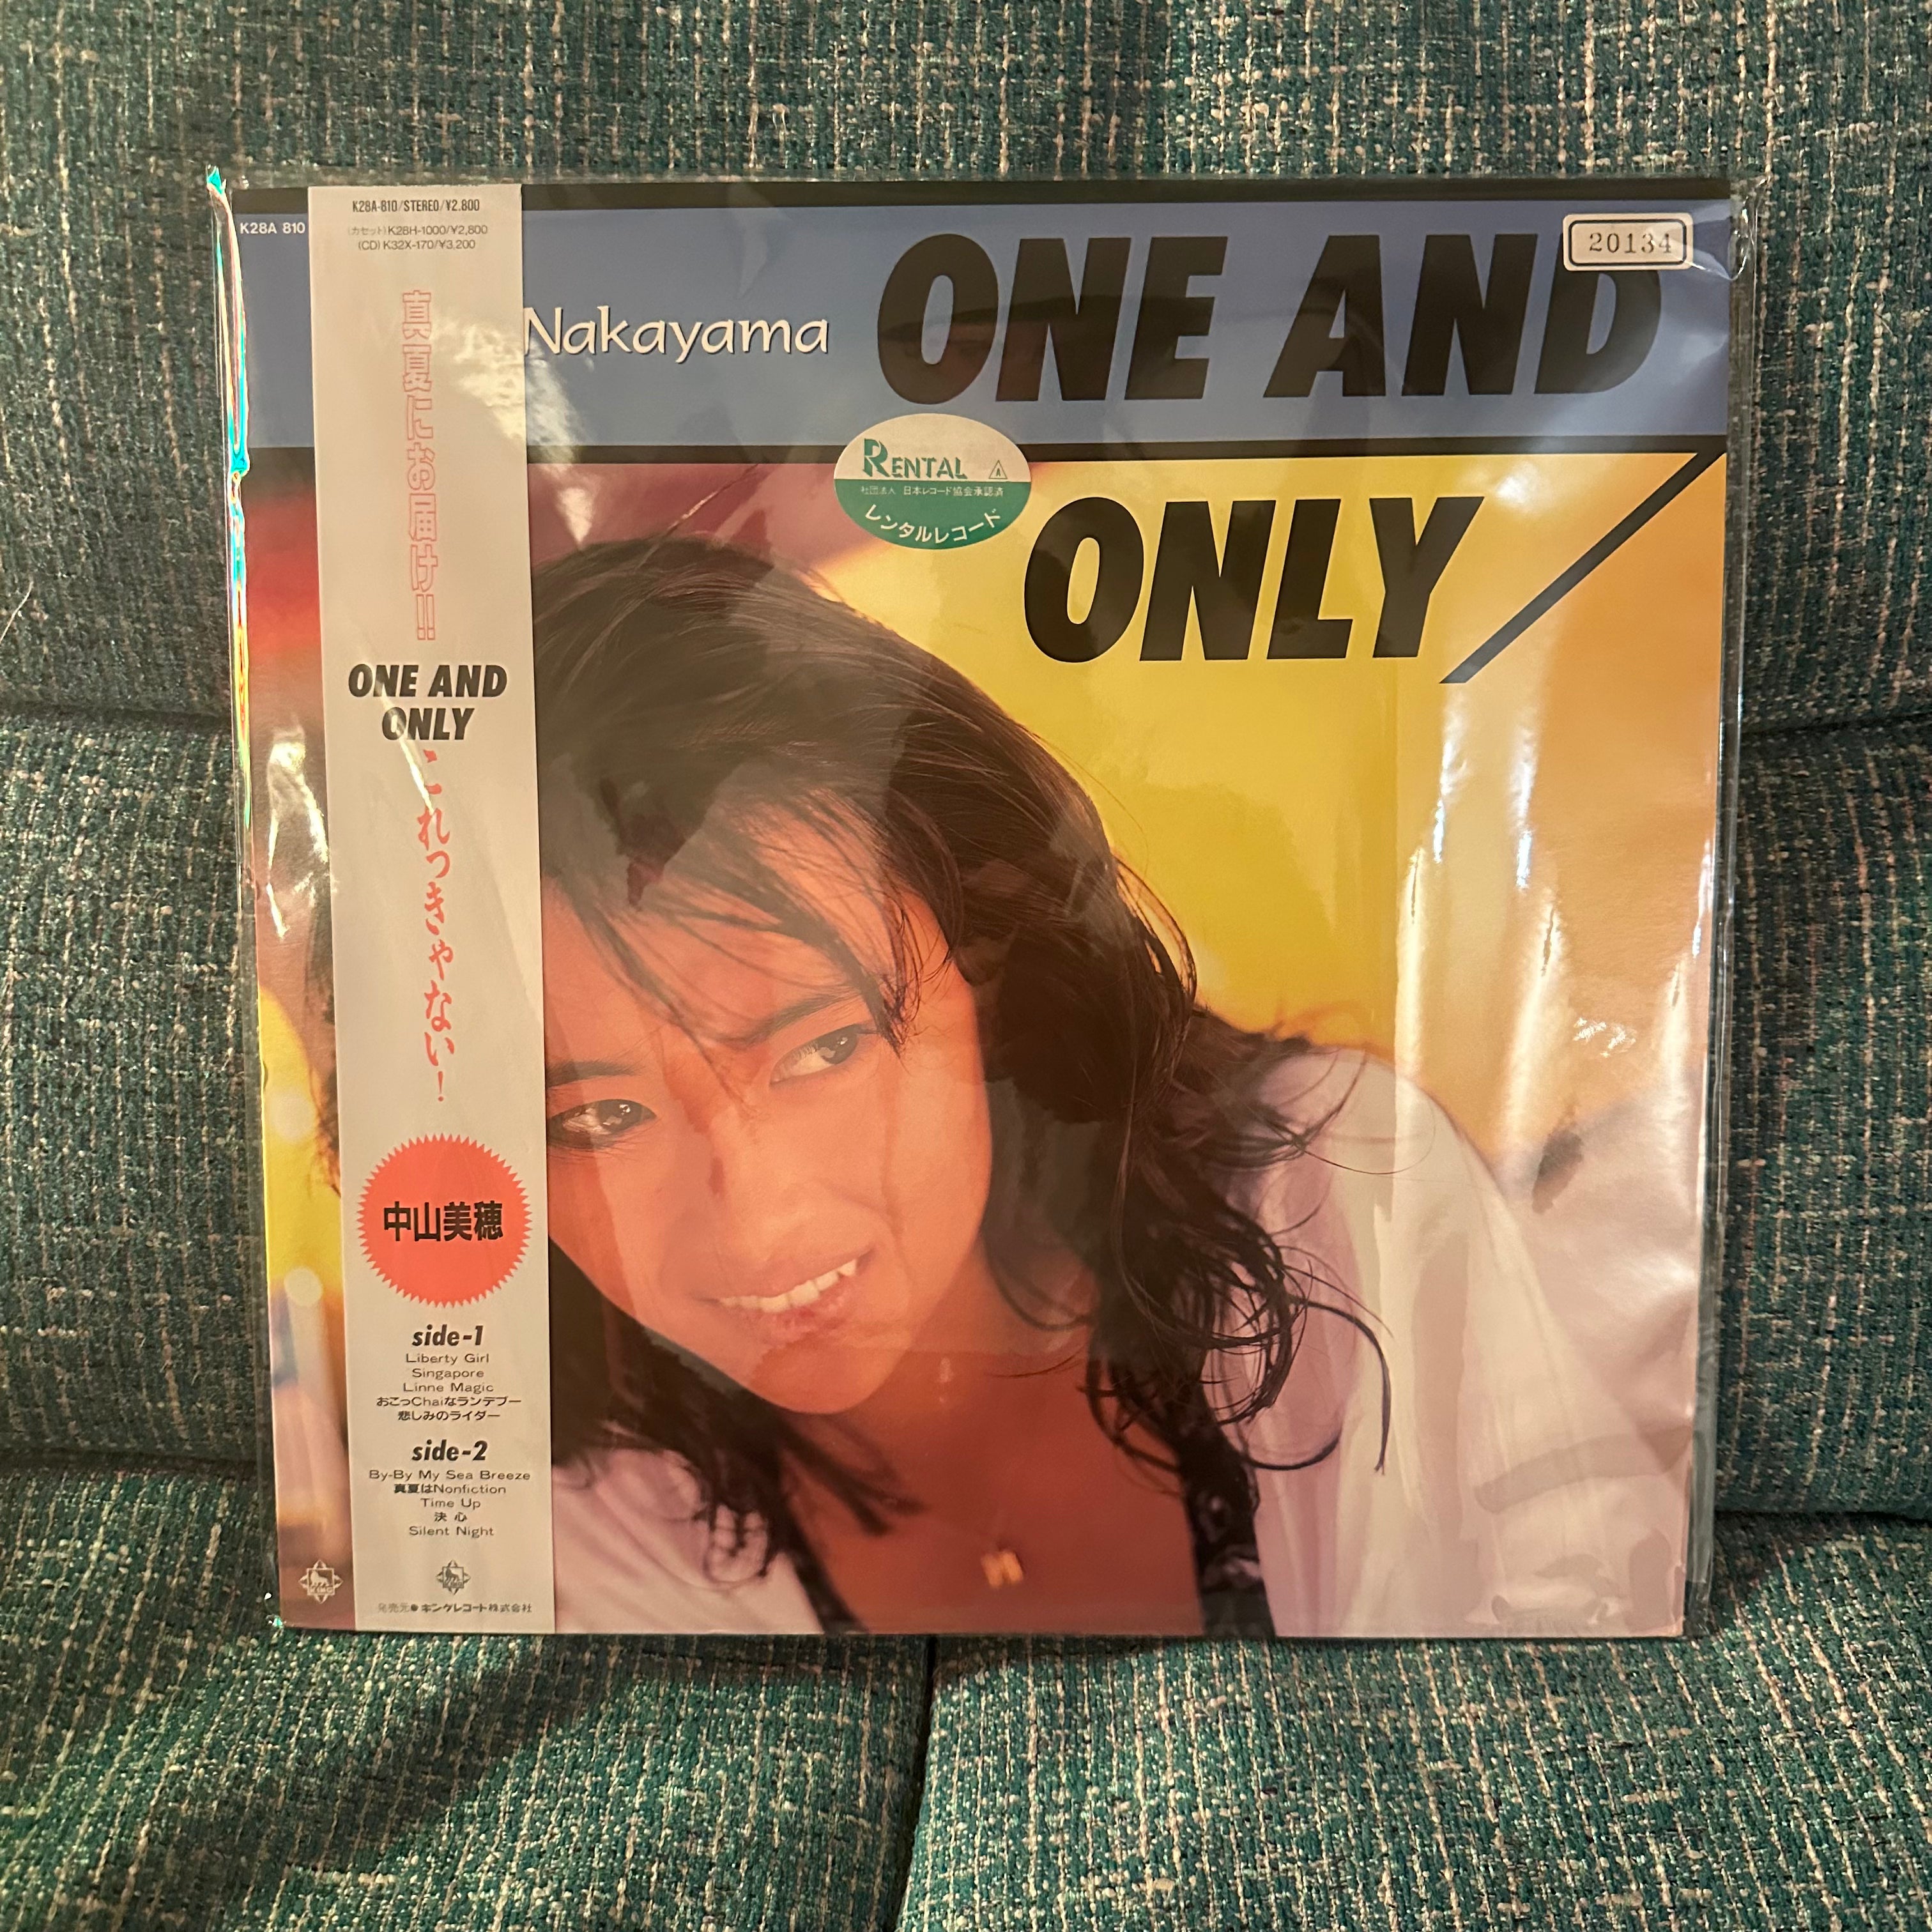 K28A 810
K28A-810/STEREO/¥2.800
(カセット)K28H-1000/¥2,800
(CD)K32X-170/¥3,200
真夏にお届け!!
ONE AND
ONLY
これっきゃない!
中山美穂
side-1
Liberty Girl
Singapore
Linne Magic
おこっChaiなランデブー
悲しみのライダー
side-2
By-By My Sea Breeze
真夏はNonfiction
Time Up
決心
Silent Night
KING
KING
発売元●キングレコード株式会社
Nakayama
ONE AND
ONLY
20134
RENTAL
社団法人 日本レコード協会承認済
レンタルレコード